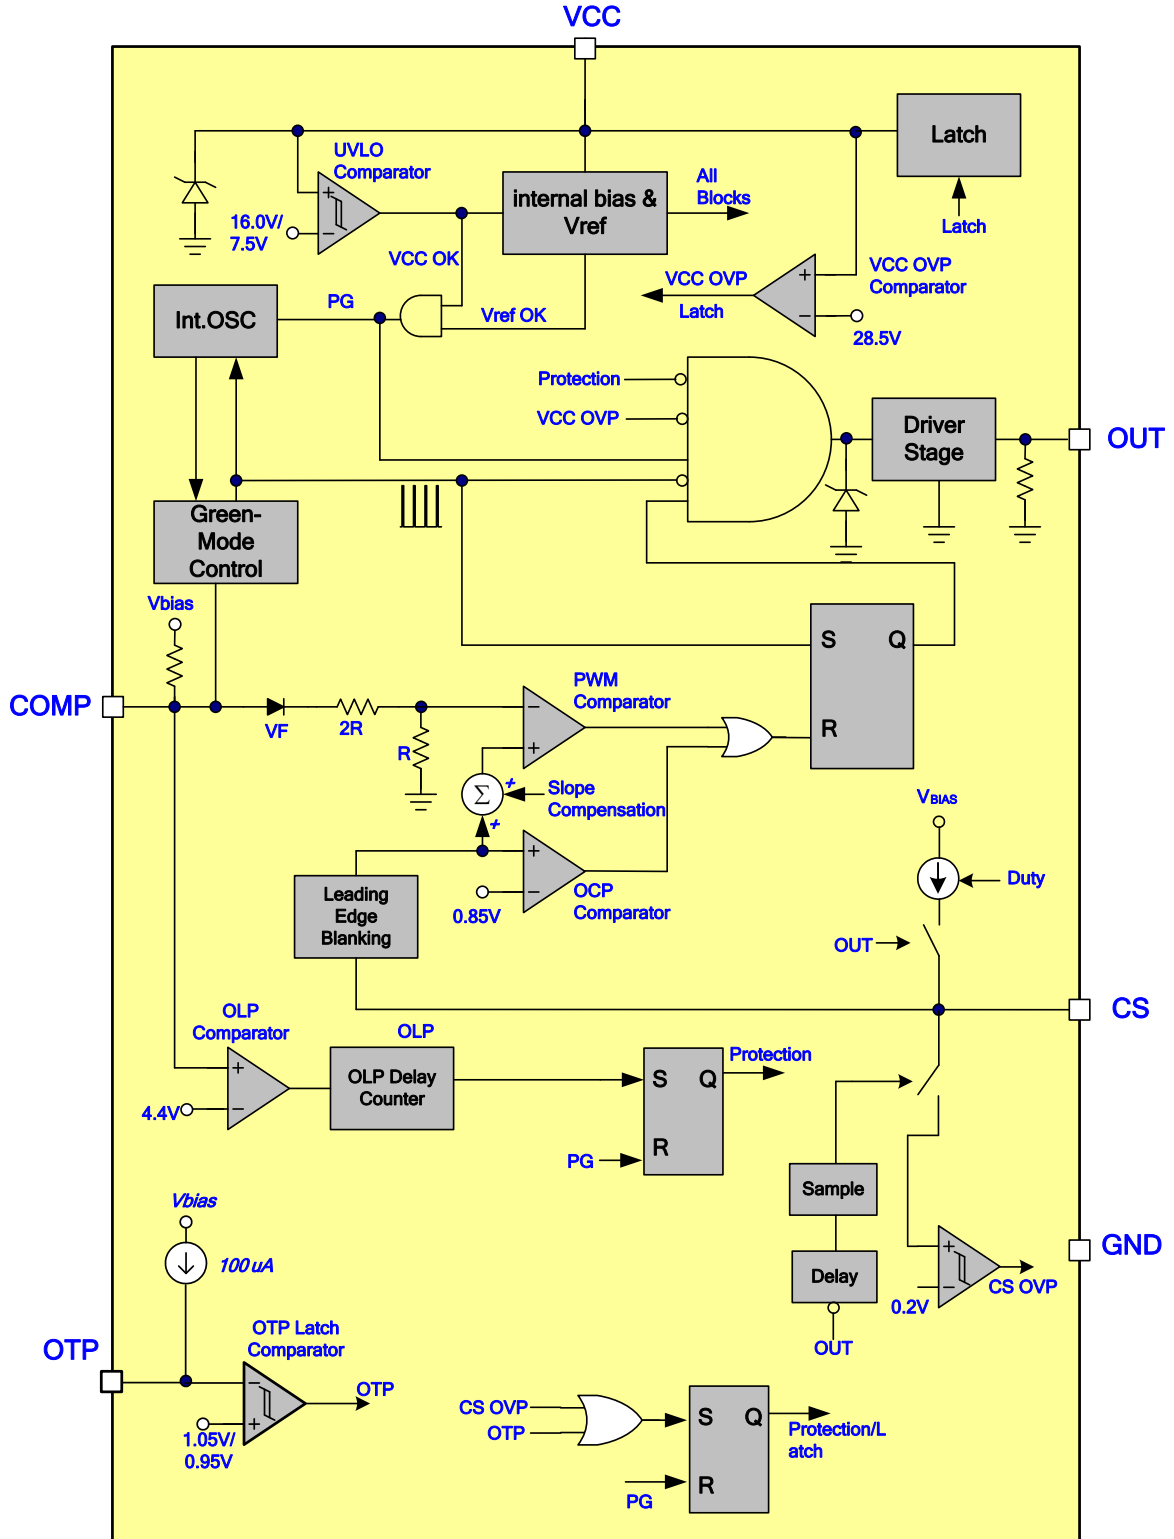 VCC
Latch
UVLO
Comparator
+
−
16.0V/
7.5V
internal bias &
Vref
All
Blocks
Latch
VCC OK
VCC OVP
Latch
+
−
VCC OVP
Comparator
28.5V
PG
Vref OK
Int.OSC
Protection
VCC OVP
Driver
Stage
OUT
Green-
Mode
Control
Vbias
COMP
VF
2R
R
PWM
Comparator
−
+
S
Q
R
Σ
+
+
Slope
Compensation
VBIAS
Duty
OUT
Leading
Edge
Blanking
+
−
0.85V
OCP
Comparator
CS
OLP
Comparator
+
−
4.4V
OLP
OLP Delay
Counter
S
Q
R
Protection
PG
Sample
Delay
OUT
+
−
0.2V
CS OVP
GND
Vbias
100 uA
OTP
OTP Latch
Comparator
−
+
1.05V/
0.95V
OTP
CS OVP
OTP
S
Q
R
PG
Protection/L
atch